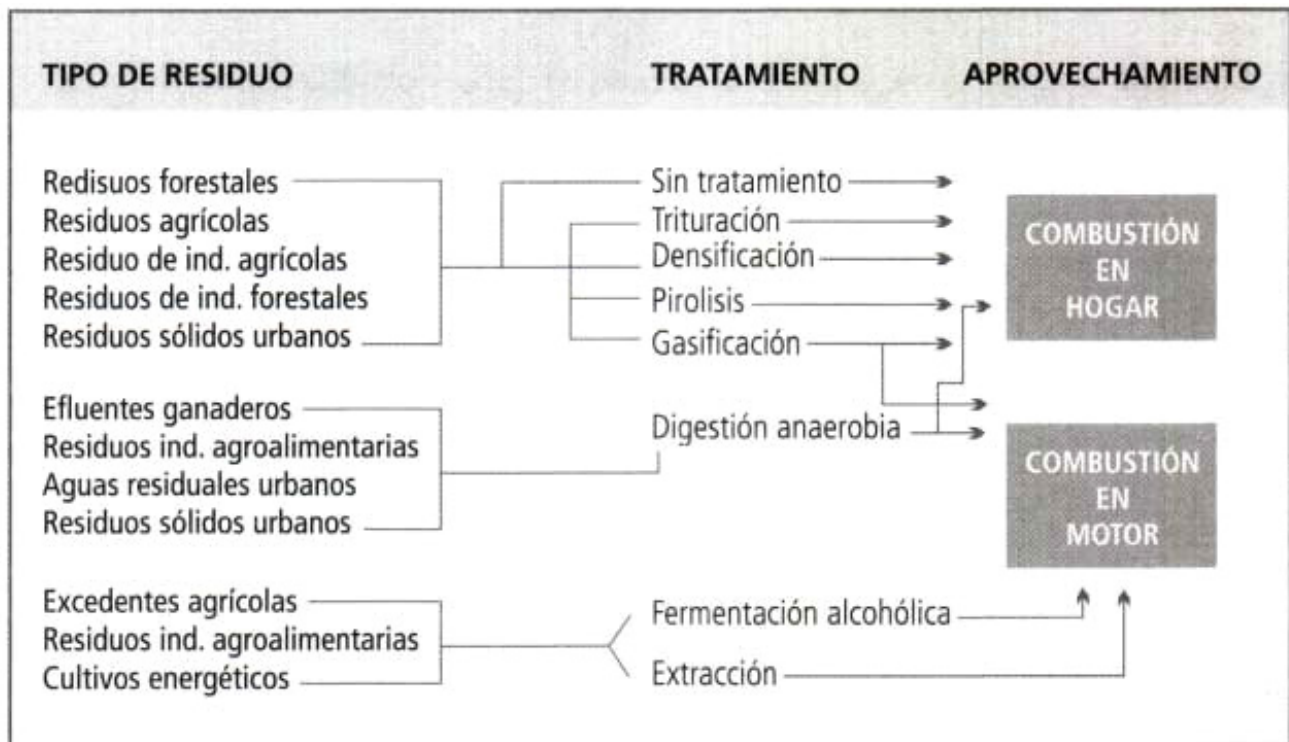 TIPO DE RESIDUO
TRATAMIENTO
APROVECHAMIENTO
Redisuos forestales
Residuos agrícolas
Residuo de ind. agrícolas
Residuos de ind. forestales
Residuos sólidos urbanos
Sin tratamiento
Trituración
Densificación
Pirolisis
Gasificación
COMBUSTIÓN
EN
HOGAR
Efluentes ganaderos
Residuos ind. agroalimentarias
Aguas residuales urbanos
Residuos sólidos urbanos
Digestión anaerobia
COMBUSTIÓN
EN
MOTOR
Excedentes agrícolas
Residuos ind. agroalimentarias
Cultivos energéticos
Fermentación alcohólica
Extracción